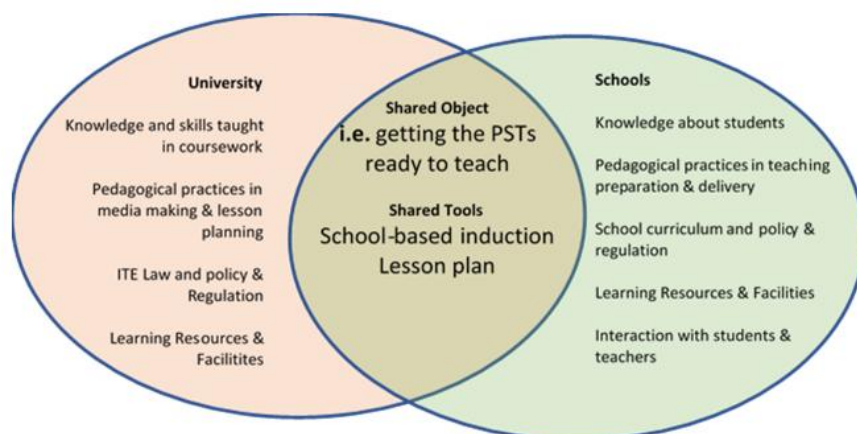 University
Knowledge and skills taught
in coursework
Pedagogical practices in
media making & lesson
planning
ITE Law and policy &
Regulation
Learning Resources &
Facilitites
Shared Object
i.e. getting the PSTs
ready to teach
Shared Tools
School-based induction
Lesson plan
Schools
Knowledge about students
Pedagogical practices in teaching
preparation & delivery
School curriculum and policy &
regulation
Learning Resources & Facilities
Interaction with students &
teachers